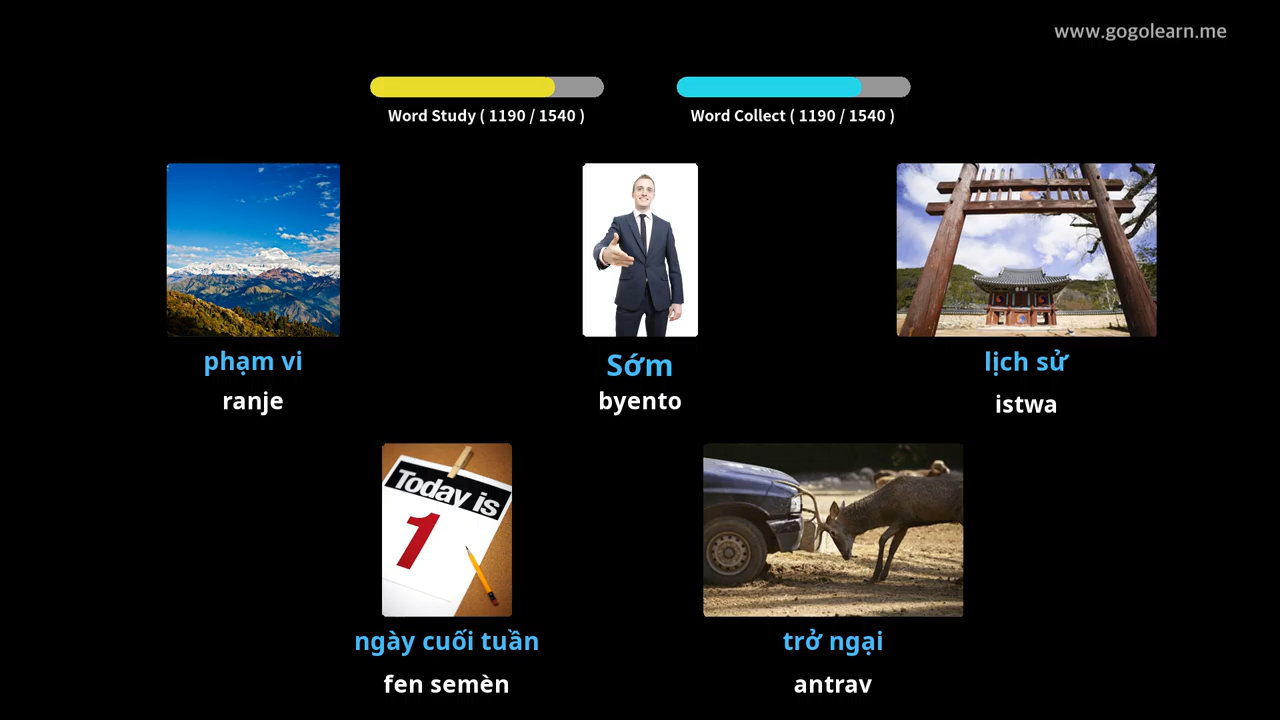 www.gogolearn.me
Word Study ( 1190 / 1540 )
Word Collect ( 1190 / 1540 )
phạm vi
ranje
Sớm
byento
lịch sử
istwa
Today is
1
ngày cuối tuần
fen semèn
trở ngại
antrav